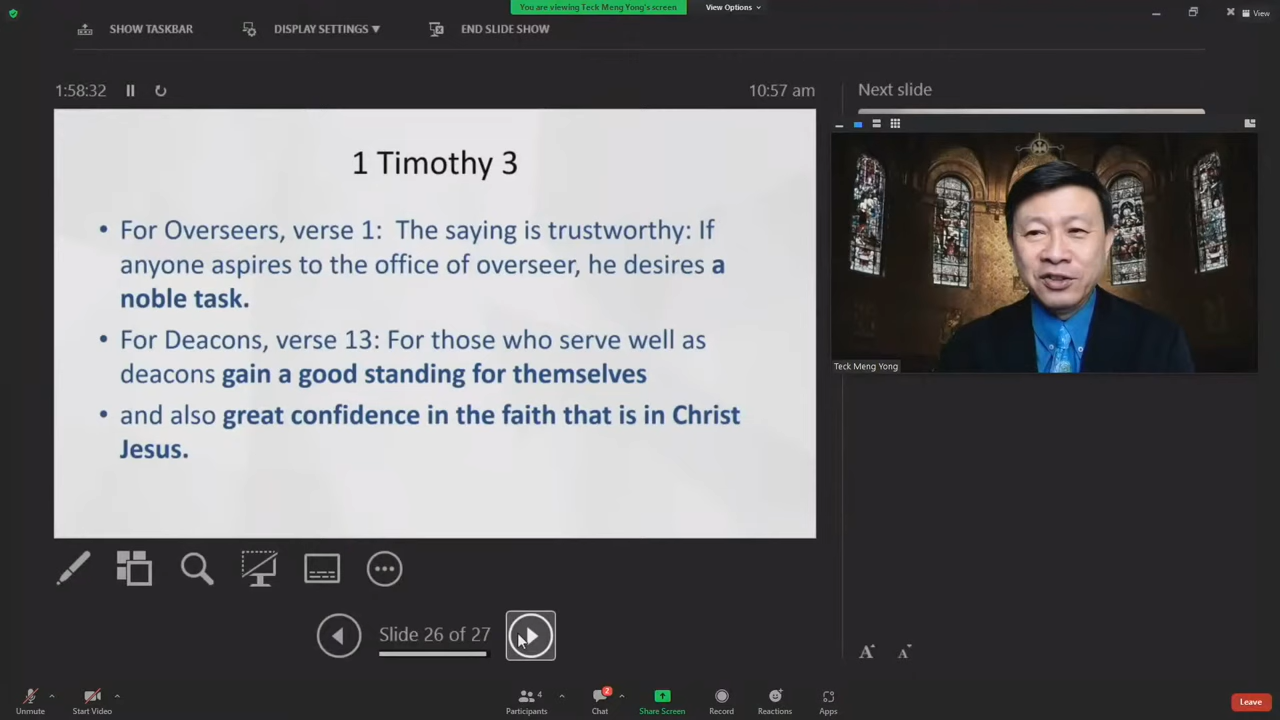 You are viewing Teck Meng Yong's screen
View Options
View
SHOW TASKBAR
DISPLAY SETTINGS
END SLIDE SHOW
1:58:32
10:57 am
Next slide
1 Timothy 3
• For Overseers, verse 1: The saying is trustworthy: If
anyone aspires to the office of overseer, he desires a
noble task.
• For Deacons, verse 13: For those who serve well as
deacons gain a good standing for themselves
• and also great confidence in the faith that is in Christ
Jesus.
Teck Meng Yong
Slide 26 of 27
A A
Unmute
Start Video
4
Participants
2
Chat
Share Screen
Record
Reactions
Apps
Leave